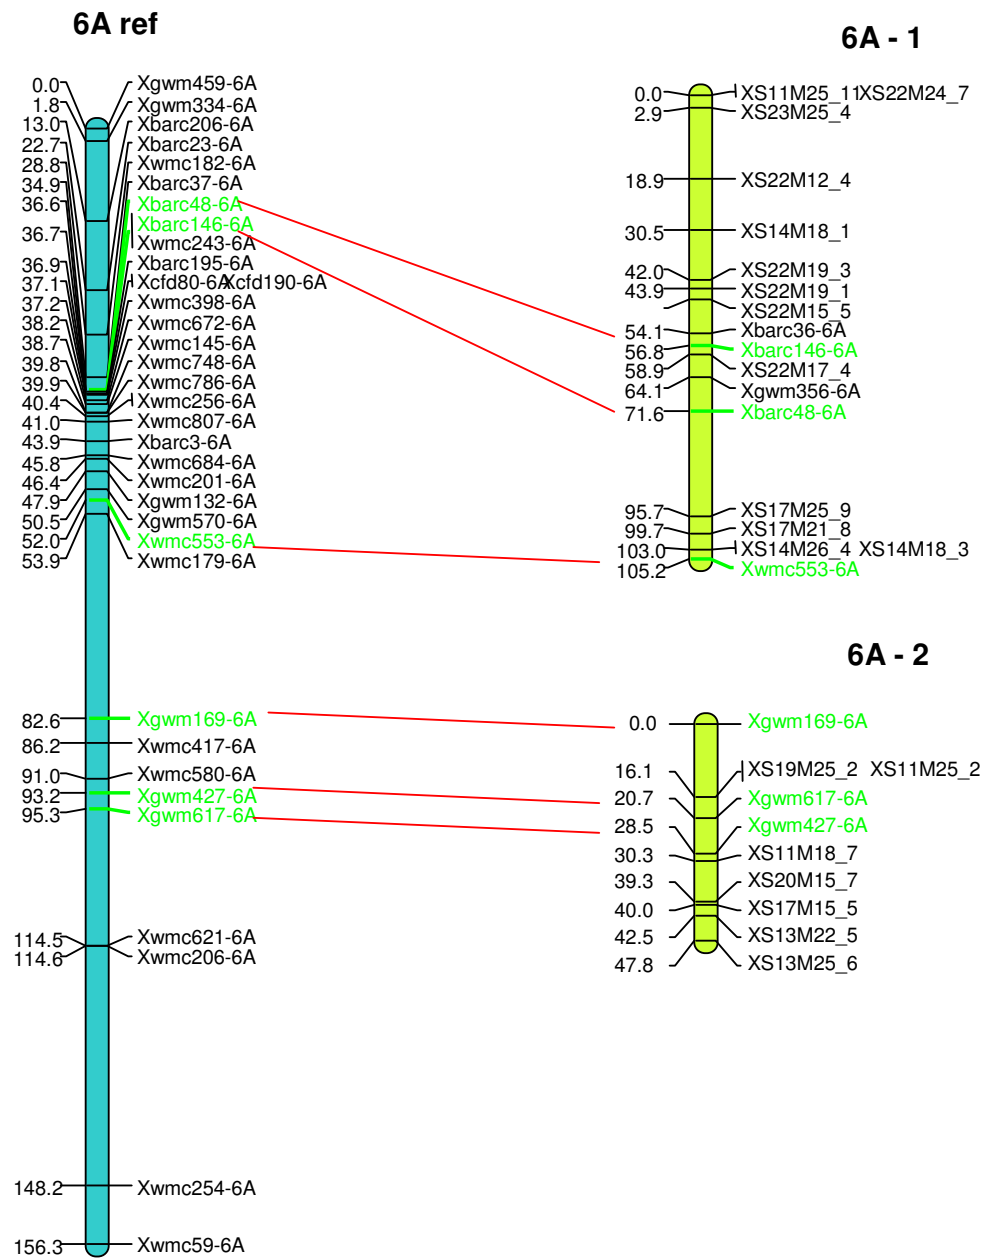 6A ref
0.0 Xgwm459-6A
1.8 Xgwm334-6A
13.0 Xbarc206-6A
22.7 Xbarc23-6A
28.8 Xwmc182-6A
34.9 Xbarc37-6A
36.6 Xbarc48-6A
36.7 Xbarc146-6A
Xwmc243-6A
36.9 Xbarc195-6A
37.1 Xcfd80-6A Xcfd190-6A
37.2 Xwmc398-6A
38.2 Xwmc672-6A
38.7 Xwmc145-6A
39.8 Xwmc748-6A
39.9 Xwmc786-6A
40.4 Xwmc256-6A
41.0 Xwmc807-6A
43.9 Xbarc3-6A
45.8 Xwmc684-6A
46.4 Xwmc201-6A
47.9 Xgwm132-6A
50.5 Xgwm570-6A
52.0 Xwmc553-6A
53.9 Xwmc179-6A
82.6 Xgwm169-6A
86.2 Xwmc417-6A
91.0 Xwmc580-6A
93.2 Xgwm427-6A
95.3 Xgwm617-6A
114.5 Xwmc621-6A
114.6 Xwmc206-6A
148.2 Xwmc254-6A
156.3 Xwmc59-6A
6A - 1
0.0 XS11M25_11 XS22M24_7
2.9 XS23M25_4
18.9 XS22M12_4
30.5 XS14M18_1
42.0 XS22M19_3
43.9 XS22M19_1
XS22M15_5
54.1 Xbarc36-6A
56.8 Xbarc146-6A
58.9 XS22M17_4
64.1 Xgwm356-6A
71.6 Xbarc48-6A
95.7 XS17M25_9
99.7 XS17M21_8
103.0 XS14M26_4 XS14M18_3
105.2 Xwmc553-6A
6A - 2
0.0 Xgwm169-6A
16.1 XS19M25_2 XS11M25_2
20.7 Xgwm617-6A
28.5 Xgwm427-6A
30.3 XS11M18_7
39.3 XS20M15_7
40.0 XS17M15_5
42.5 XS13M22_5
47.8 XS13M25_6